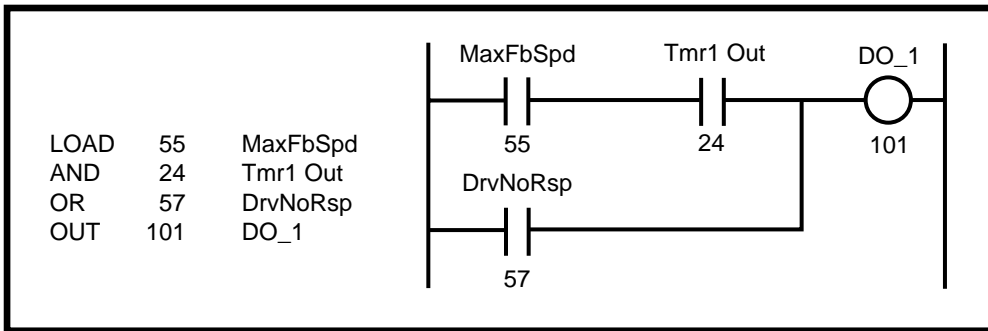 LOAD 55 MaxFbSpd
AND 24 Tmr1 Out
OR 57 DrvNoRsp
OUT 101 DO_1
MaxFbSpd Tmr1 Out DO_1
55 24 101
DrvNoRsp
57